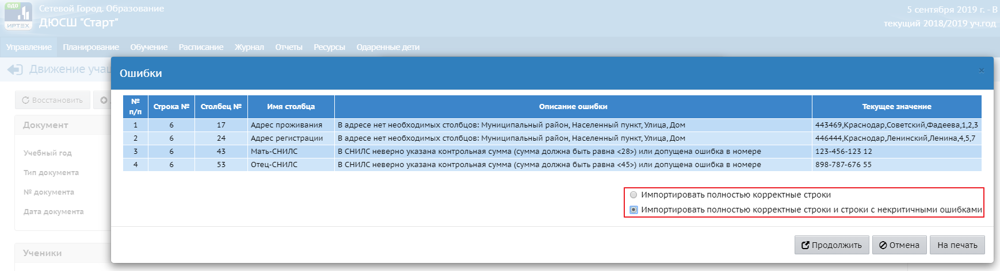 ОДО
ИРТЕХ
Сетевой Город. Образование
ДЮСШ "Старт"
5 сентября 2019 г. - В
текущий 2018/2019 уч.год
Управление Планирование Обучение Расписание Журнал Отчеты Ресурсы Одаренные дети
Движение учащ
Восстановить
Документ
Учебный год
Тип документа
№ документа
Дата документа
Ученики
Ошибки ×
№ п/п Строка № Столбец № Имя столбца Описание ошибки Текущее значение
1 6 17 Адрес проживания В адресе нет необходимых столбцов: Муниципальный район, Населенный пункт, Улица, Дом 443469,Краснодар,Советский,Фадеева,1,2,3
2 6 24 Адрес регистрации В адресе нет необходимых столбцов: Муниципальный район, Населенный пункт, Улица, Дом 446444,Краснодар,Ленинский,Ленина,4,5,7
3 6 43 Мать-СНИЛС В СНИЛС неверно указана контрольная сумма (сумма должна быть равна <28>) или допущена ошибка в номере 123-456-123 12
4 6 53 Отец-СНИЛС В СНИЛС неверно указана контрольная сумма (сумма должна быть равна <45>) или допущена ошибка в номере 898-787-676 55
Импортировать полностью корректные строки
Импортировать полностью корректные строки и строки с некритичными ошибками
Продолжить Отмена На печать